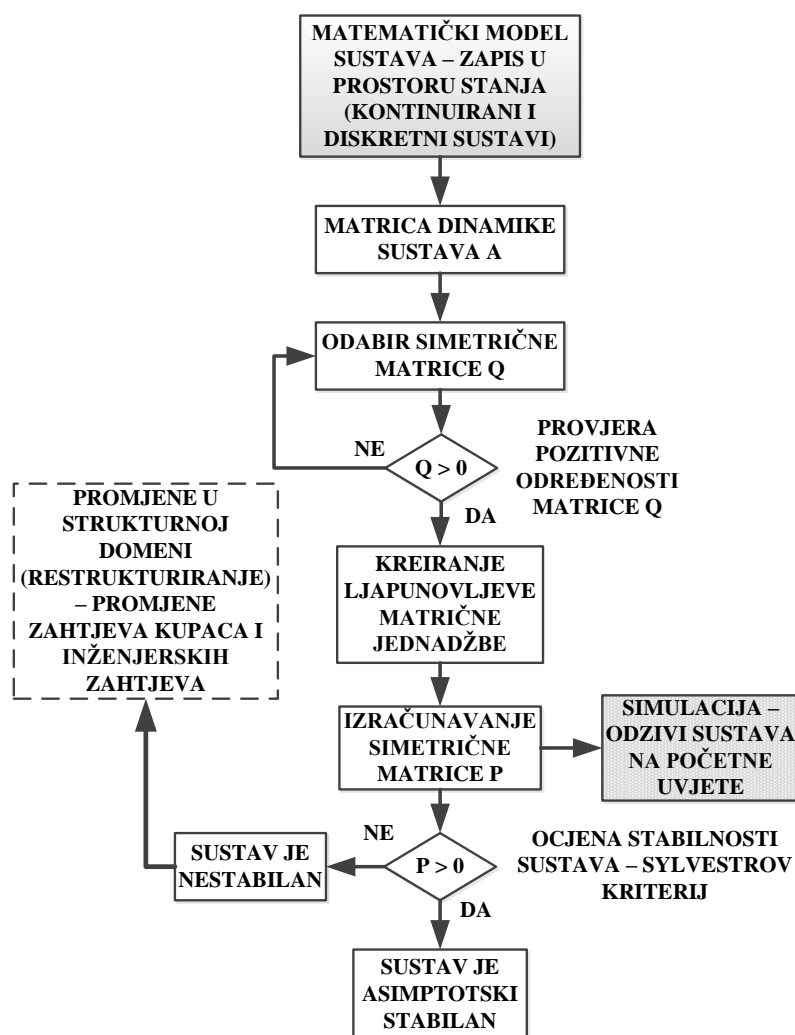 MATEMATIČKI MODEL
SUSTAVA – ZAPIS U
PROSTORU STANJA
(KONTINUIRANI I
DISKRETNI SUSTAVI)
MATRICA DINAMIKE
SUSTAVA A
ODABIR SIMETRIČNE
MATRICE Q
NE
Q > 0
PROVJERA
POZITIVNE
ODREĐENOSTI
MATRICE Q
DA
PROMJENE U
STRUKTURNOJ
DOMENI
(RESTRUKTURIRANJE)
– PROMJENE
ZAHTJEVA KUPACA I
INŽENJERSKIH
ZAHTJEVA
KREIRANJE
LJAPUNOVLJEVE
MATRIČNE
JEDNADŽBE
IZRAČUNAVANJE
SIMETRIČNE
MATRICE P
SIMULACIJA –
ODZIVI SUSTAVA
NA POČETNE
UVJETE
NE
P > 0
OCJENA STABILNOSTI
SUSTAVA – SYLVESTROV
KRITERIJ
SUSTAV JE
NESTABILAN
DA
SUSTAV JE
ASIMPTOTSKI
STABILAN